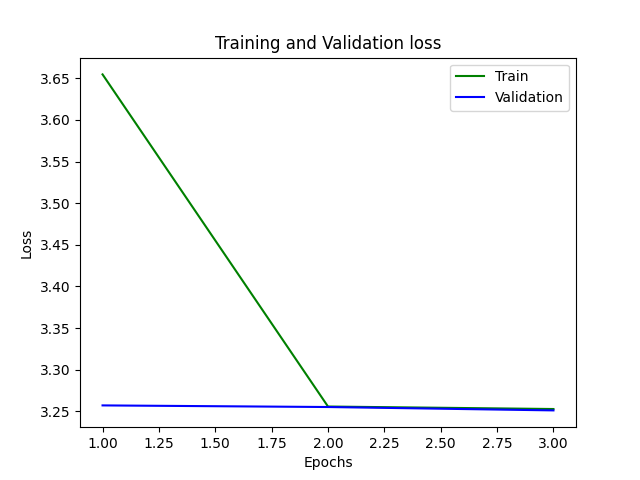 Training and Validation loss
Train
Validation
3.65
3.60
3.55
3.50
3.45
3.40
3.35
3.30
3.25
Loss
1.00 1.25 1.50 1.75 2.00 2.25 2.50 2.75 3.00
Epochs